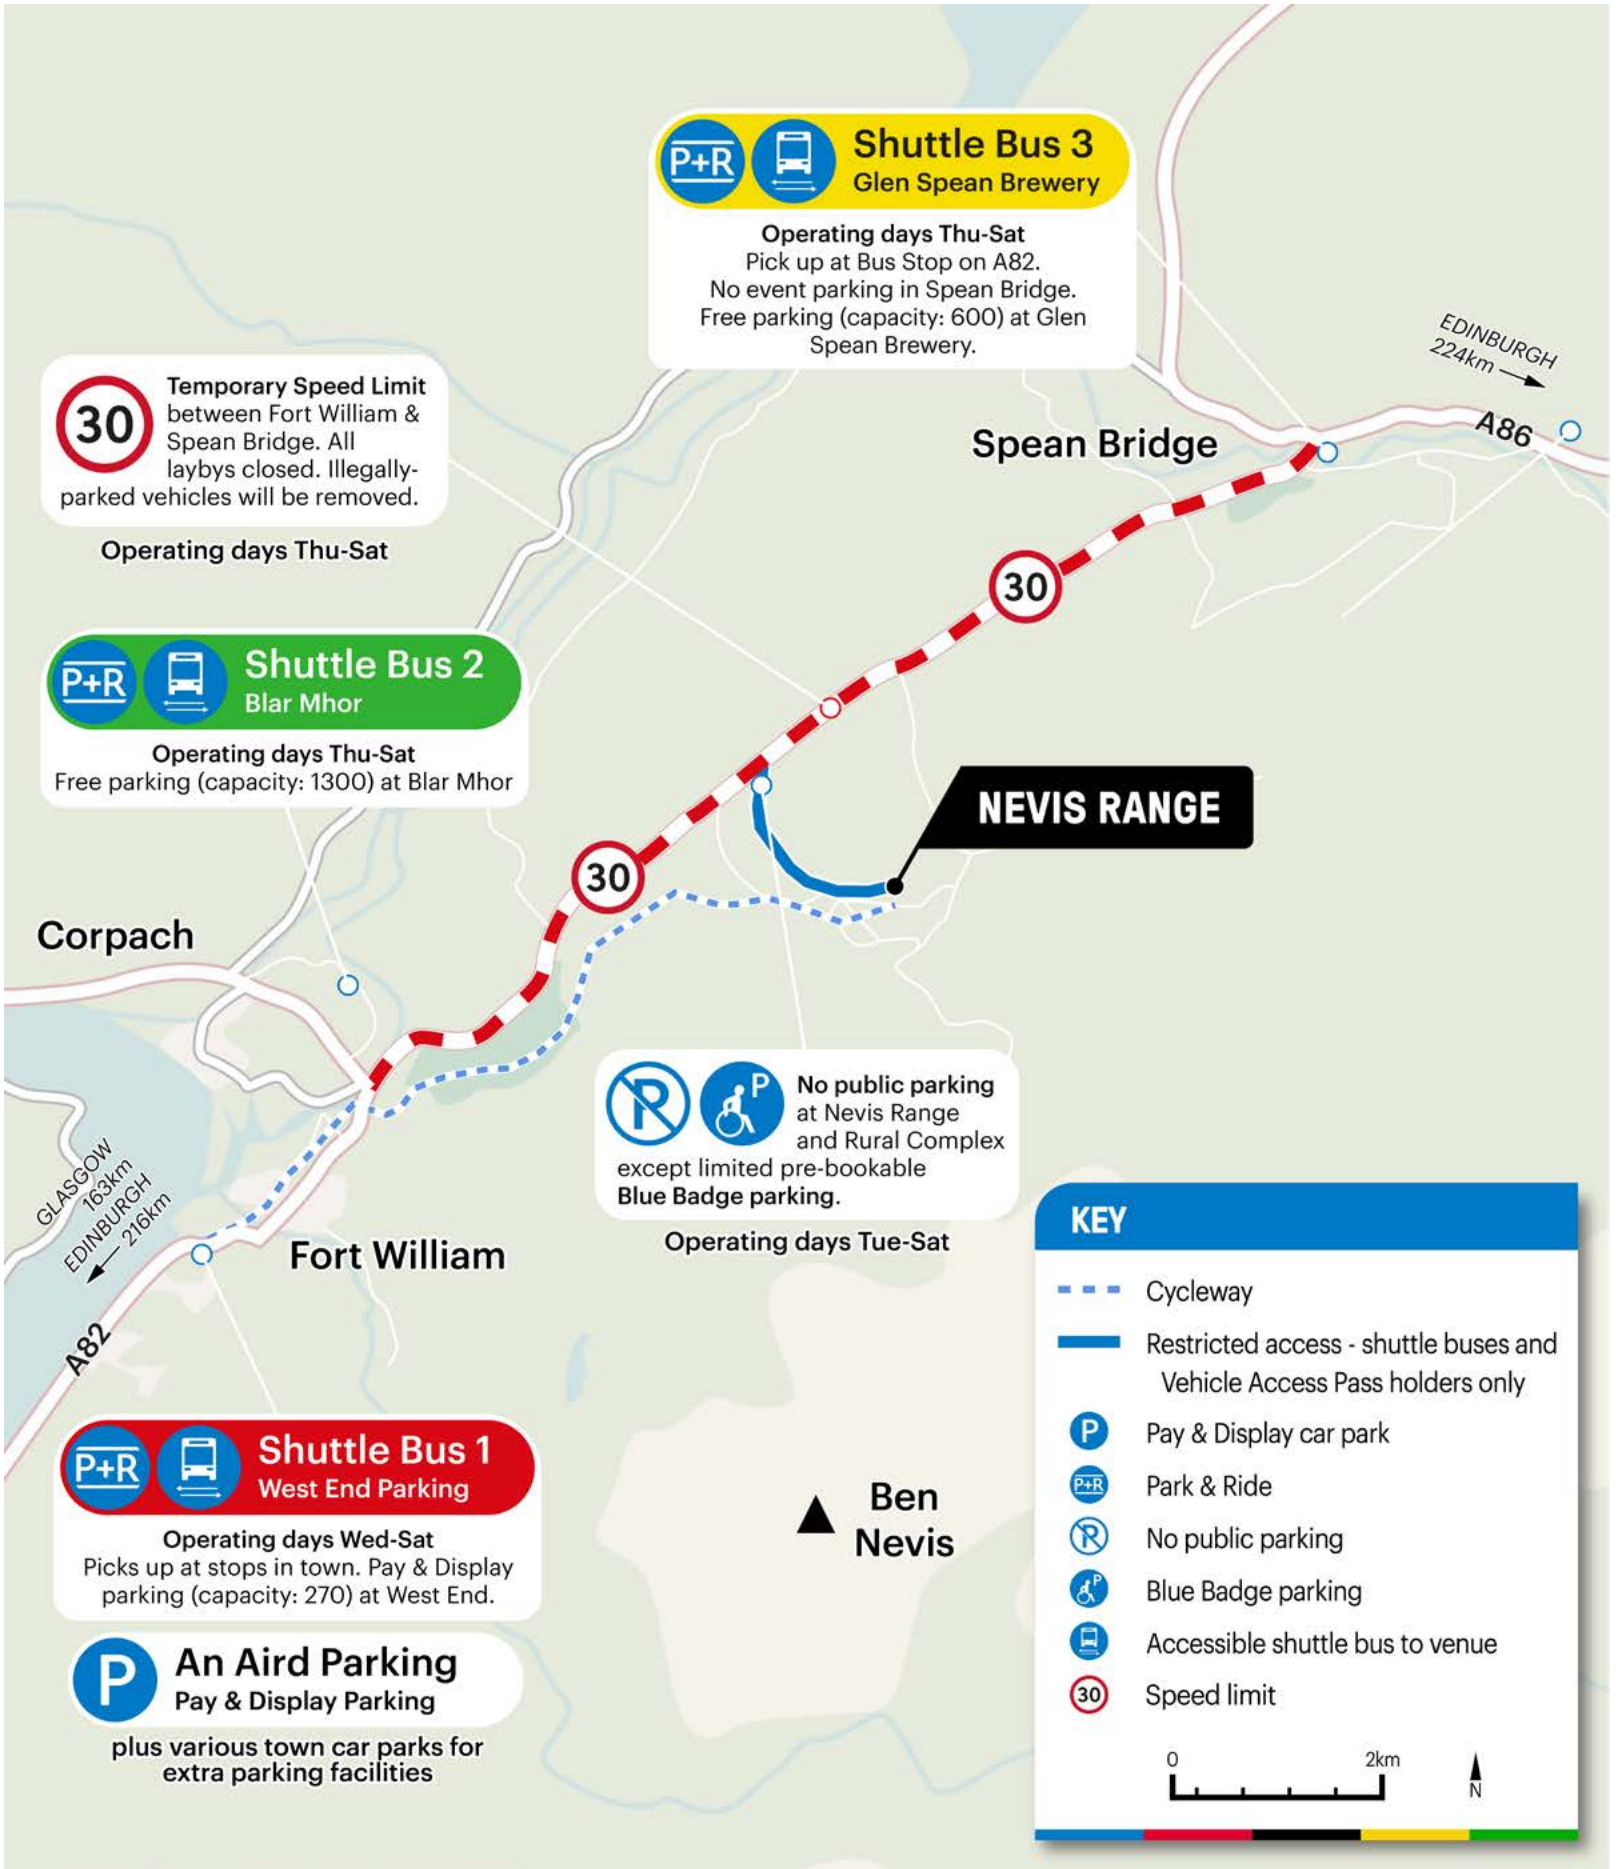 P+R
Shuttle Bus 3
Glen Spean Brewery
Operating days Thu-Sat
Pick up at Bus Stop on A82.
No event parking in Spean Bridge.
Free parking (capacity: 600) at Glen
Spean Brewery.
EDINBURGH
224km
A86
30
Temporary Speed Limit
between Fort William &
Spean Bridge. All
laybys closed. Illegally-
parked vehicles will be removed.
Operating days Thu-Sat
Spean Bridge
30
P+R
Shuttle Bus 2
Blar Mhor
Operating days Thu-Sat
Free parking (capacity: 1300) at Blar Mhor
NEVIS RANGE
30
Corpach
P
P
No public parking
at Nevis Range
and Rural Complex
except limited pre-bookable
Blue Badge parking.
Operating days Tue-Sat
GLASGOW
163km
EDINBURGH
216km
Fort William
A82
P+R
Shuttle Bus 1
West End Parking
Operating days Wed-Sat
Picks up at stops in town. Pay & Display
parking (capacity: 270) at West End.
P
An Aird Parking
Pay & Display Parking
plus various town car parks for
extra parking facilities
Ben
Nevis
KEY
Cycleway
Restricted access - shuttle buses and
Vehicle Access Pass holders only
P
Pay & Display car park
P+R
Park & Ride
P
No public parking
P
Blue Badge parking
Accessible shuttle bus to venue
30
Speed limit
0
2km
N